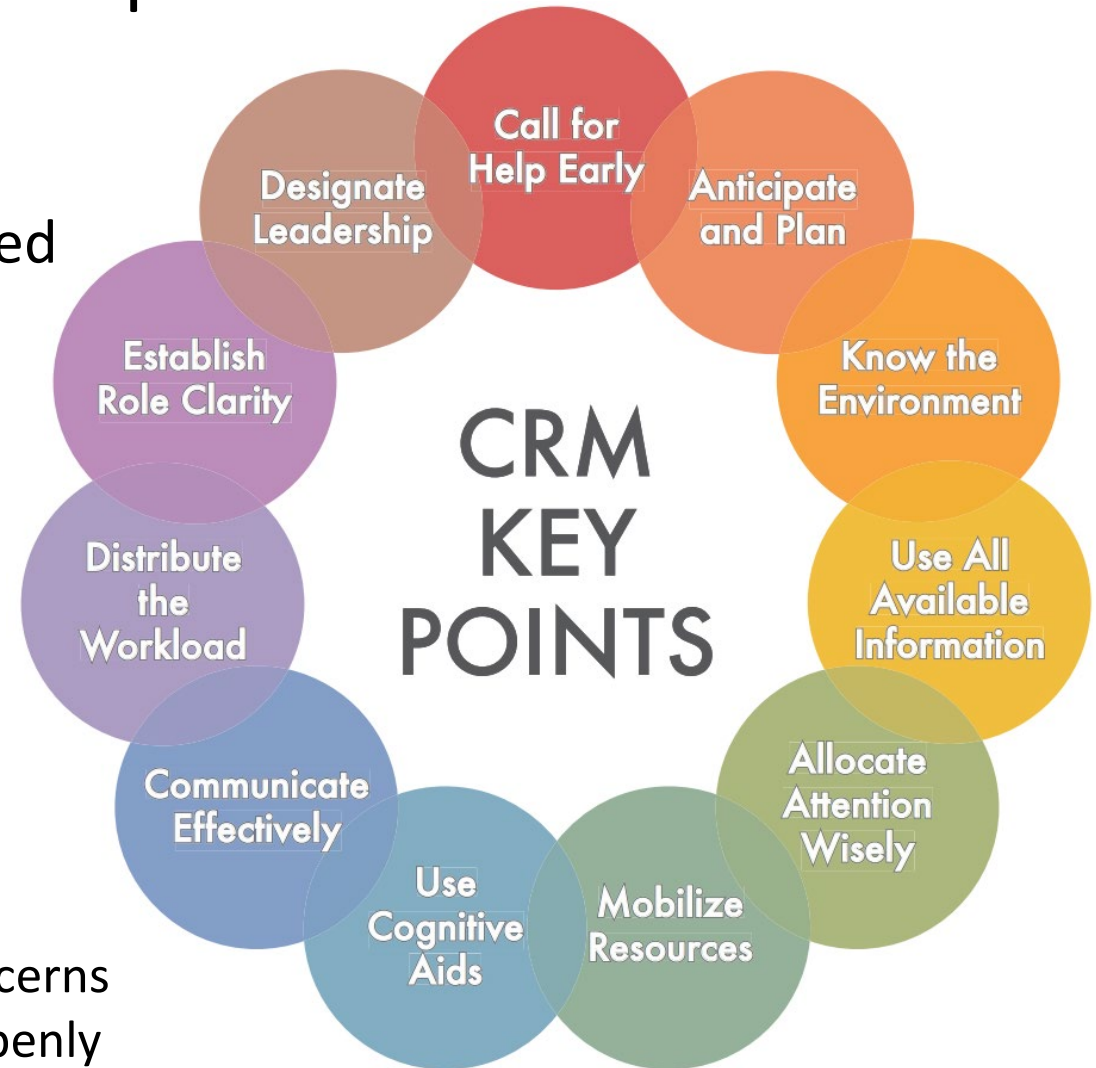 ed
cerns
penly
CRM
KEY
POINTS
Call for
Help Early
Anticipate
and Plan
Know the
Environment
Use All
Available
Information
Allocate
Attention
Wisely
Mobilize
Resources
Use
Cognitive
Aids
Communicate
Effectively
Distribute
the
Workload
Establish
Role Clarity
Designate
Leadership